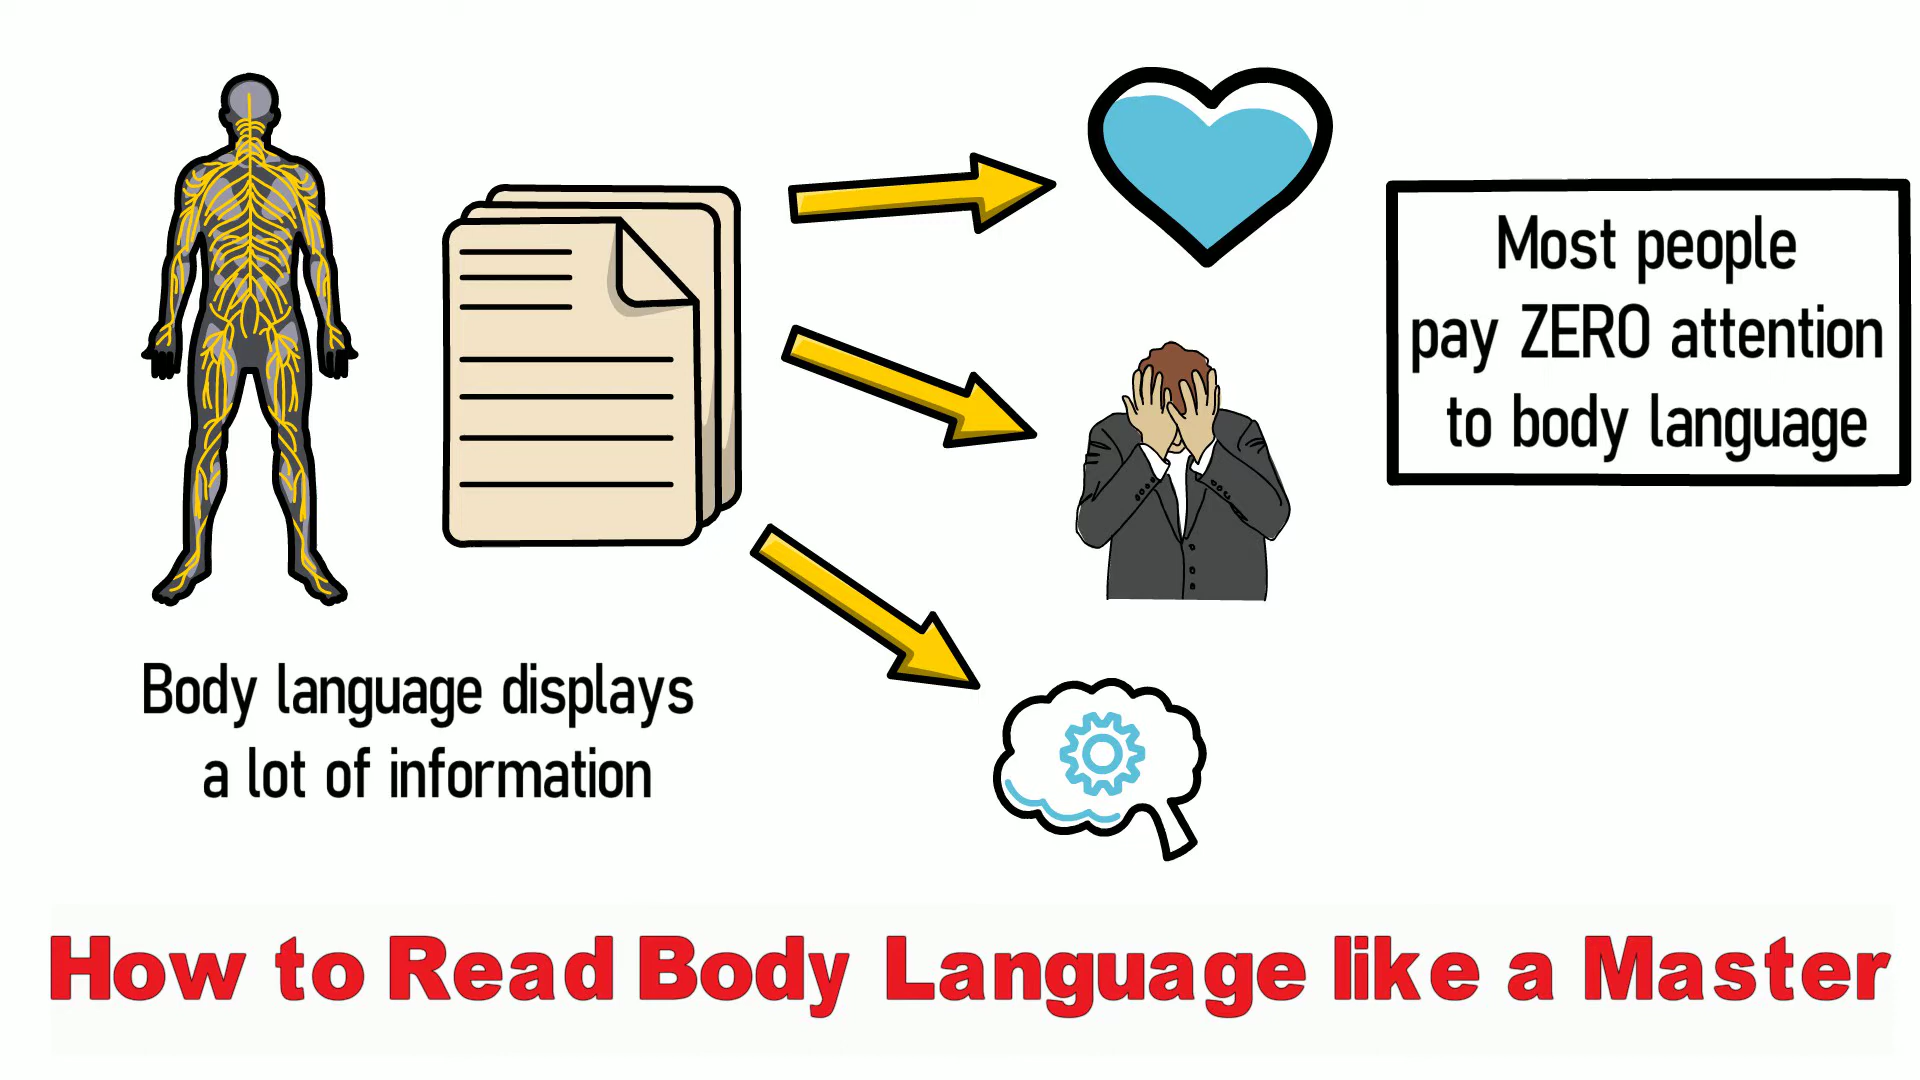 Most people
pay ZERO attention
to body language
Body language displays
a lot of information
How to Read Body Language like a Master